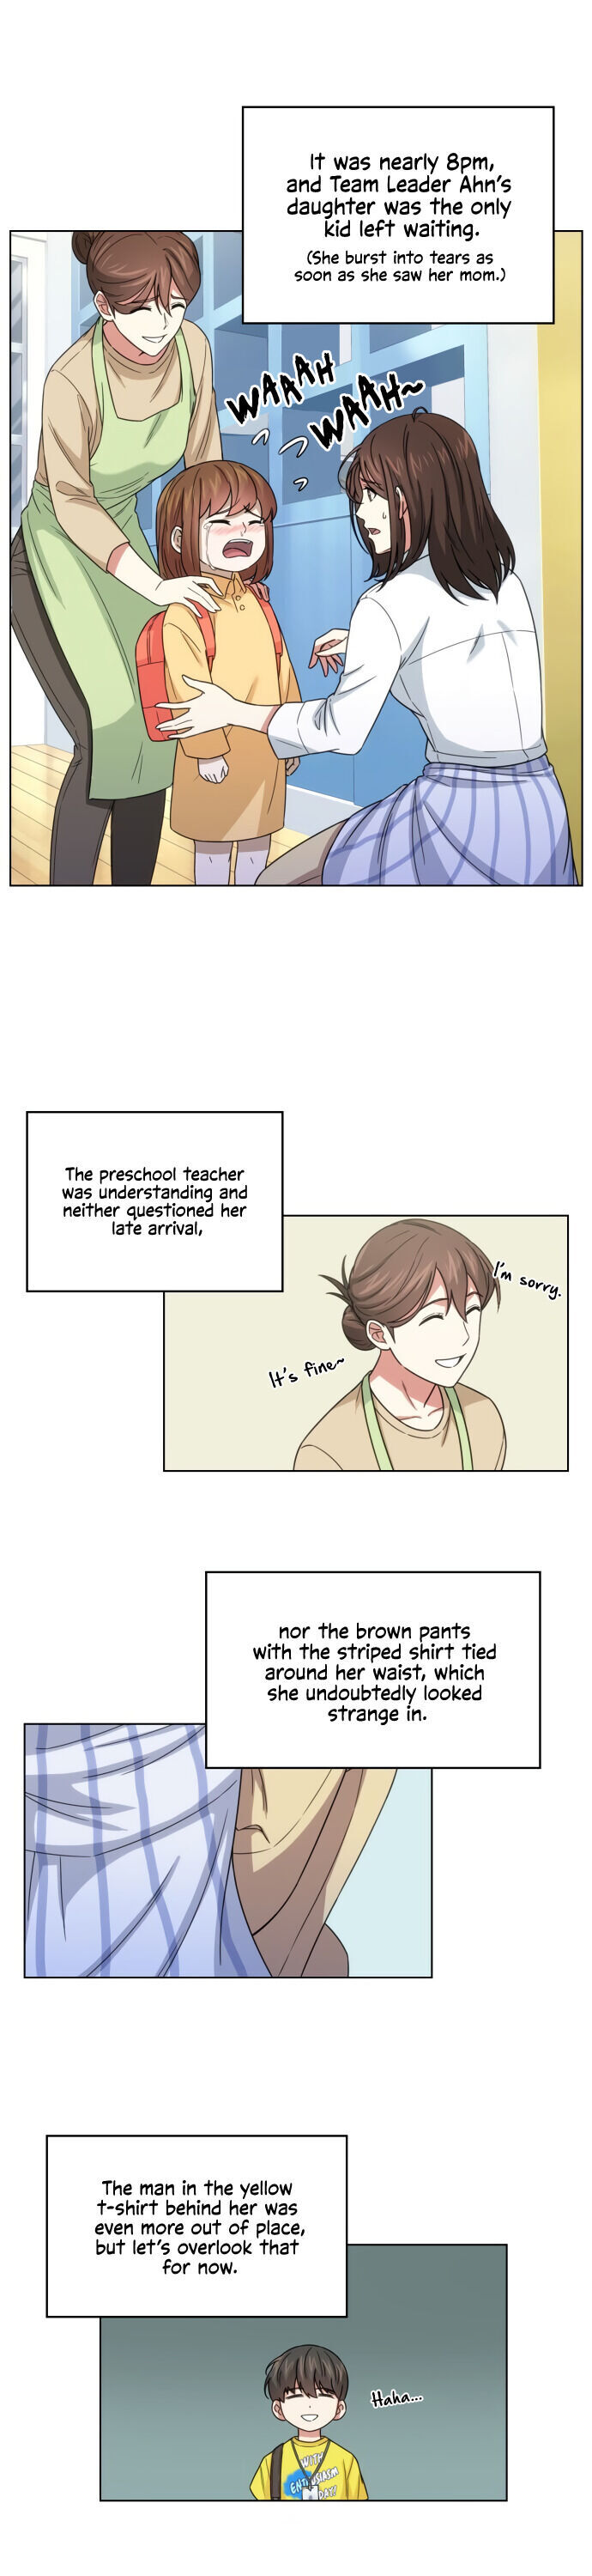 It was nearly 8pm,
and Team Leader Ahn's
daughter was the only
kid left waiting.
(She burst into tears as
soon as she saw her mom.)
WAAAH
WAAH~
The preschool teacher
was understanding and
neither questioned her
late arrival,
I'm sorry.
It's fine~
nor the brown pants
with the striped shirt tied
around her waist, which
she undoubtedly looked
strange in.
The man in the yellow
t-shirt behind her was
even more out of place,
but let's overlook that
for now.
Haha...
WITH
ENTHUSIASM
DAY!